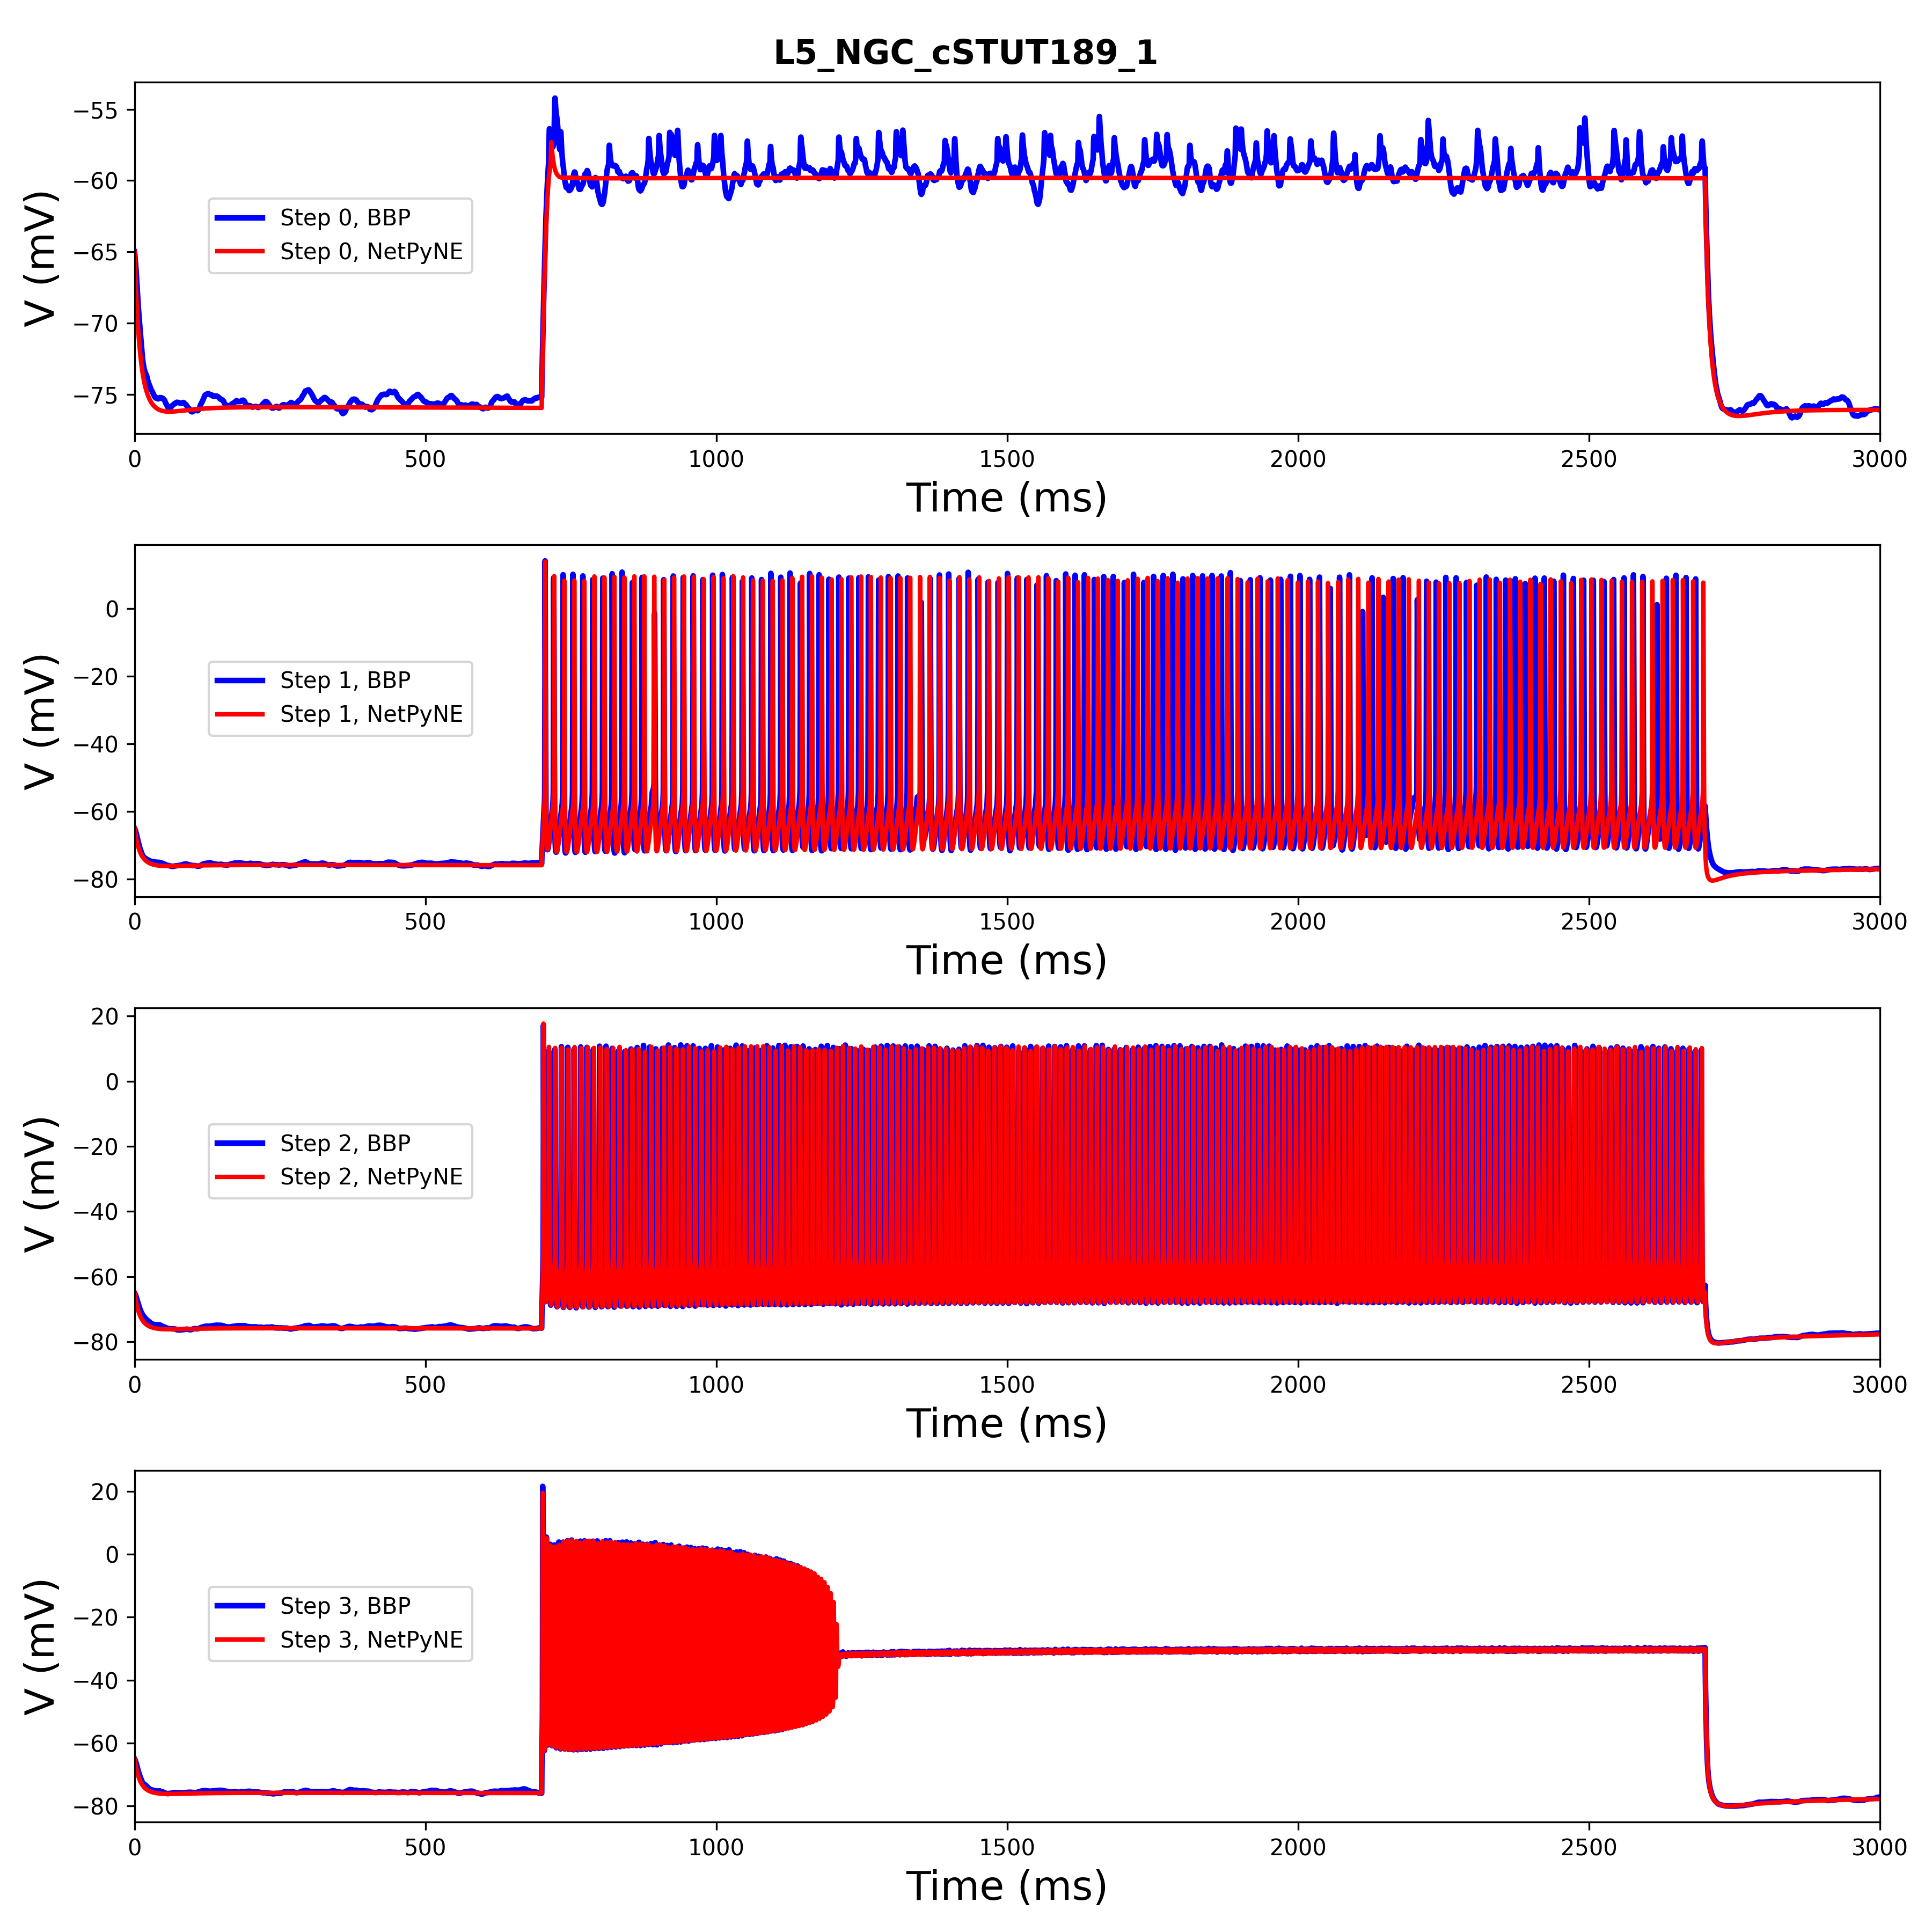 L5_NGC_cSTUT189_1
−55
−60
−65
−70
−75
V (mV)
Step 0, BBP
Step 0, NetPyNE
0 500 1000 1500 2000 2500 3000
Time (ms)
0
−20
−40
−60
−80
V (mV)
Step 1, BBP
Step 1, NetPyNE
0 500 1000 1500 2000 2500 3000
Time (ms)
20
0
−20
−40
−60
−80
V (mV)
Step 2, BBP
Step 2, NetPyNE
0 500 1000 1500 2000 2500 3000
Time (ms)
20
0
−20
−40
−60
−80
V (mV)
Step 3, BBP
Step 3, NetPyNE
0 500 1000 1500 2000 2500 3000
Time (ms)